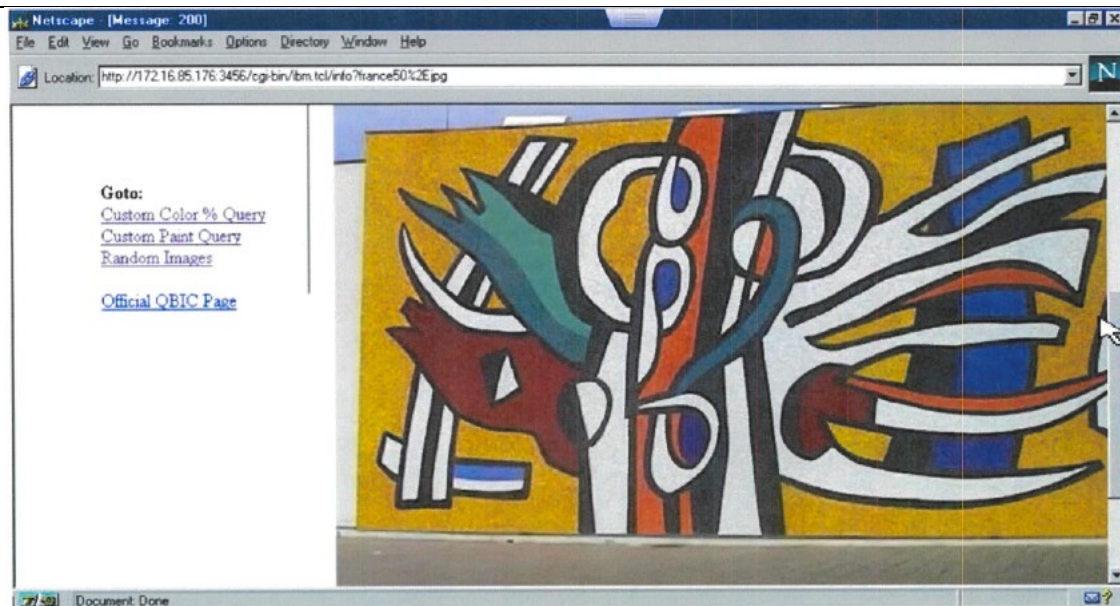 Netscape - [Message: 200]
File Edit View Go Bookmarks Options Directory Window Help
Location: http://172.16.85.176:3456/cgi-bin/ibm.tcl/info?france50%2Ejpg
N
Goto:
Custom Color % Query
Custom Paint Query
Random Images
Official QBIC Page
Document: Done